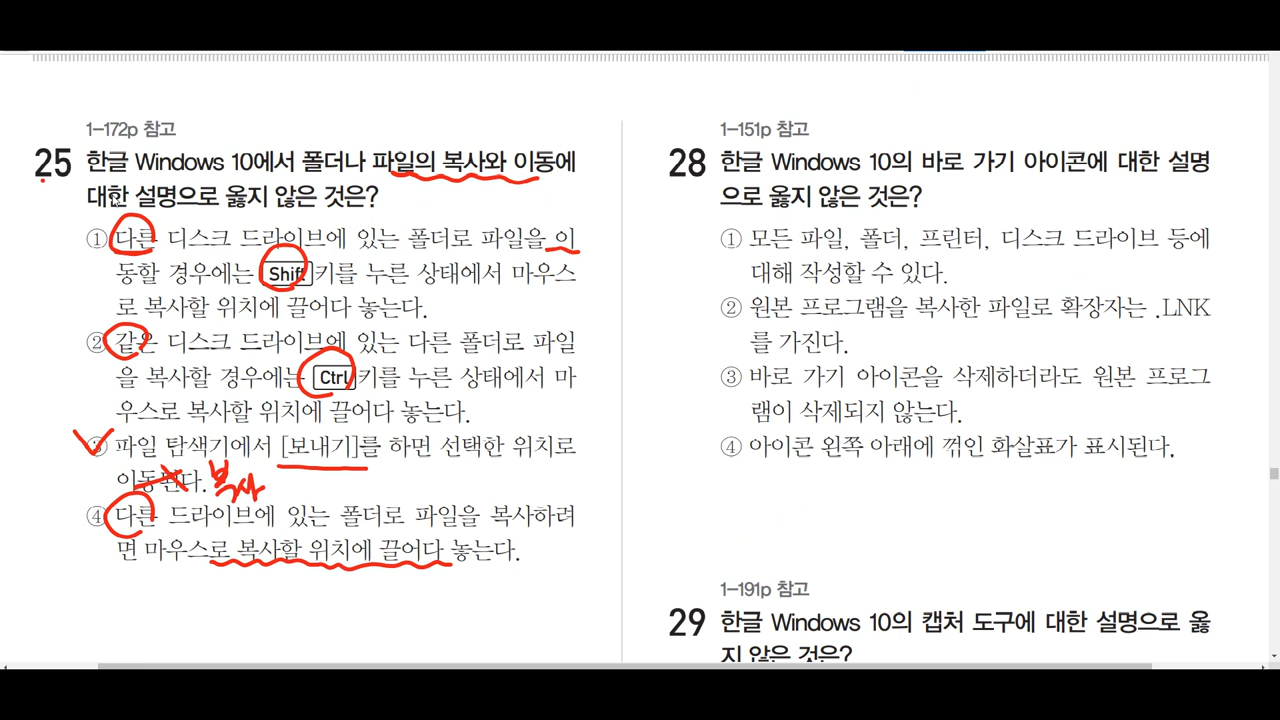 1-172p 참고
25 한글 Windows 10에서 폴더나 파일의 복사와 이동에
대한 설명으로 옳지 않은 것은?
① 다른 디스크 드라이브에 있는 폴더로 파일을 이
동할 경우에는 Shift 키를 누른 상태에서 마우스
로 복사할 위치에 끌어다 놓는다.
② 같은 디스크 드라이브에 있는 다른 폴더로 파일
을 복사할 경우에는 Ctrl 키를 누른 상태에서 마
우스로 복사할 위치에 끌어다 놓는다.
③ 파일 탐색기에서 [보내기]를 하면 선택한 위치로
이동된다. 복사
④ 다른 드라이브에 있는 폴더로 파일을 복사하려
면 마우스로 복사할 위치에 끌어다 놓는다.
1-151p 참고
28 한글 Windows 10의 바로 가기 아이콘에 대한 설명
으로 옳지 않은 것은?
① 모든 파일, 폴더, 프린터, 디스크 드라이브 등에
대해 작성할 수 있다.
② 원본 프로그램을 복사한 파일로 확장자는 .LNK
를 가진다.
③ 바로 가기 아이콘을 삭제하더라도 원본 프로그
램이 삭제되지 않는다.
④ 아이콘 왼쪽 아래에 꺾인 화살표가 표시된다.
1-191p 참고
29 한글 Windows 10의 캡처 도구에 대한 설명으로 옳
지 않은 것은?